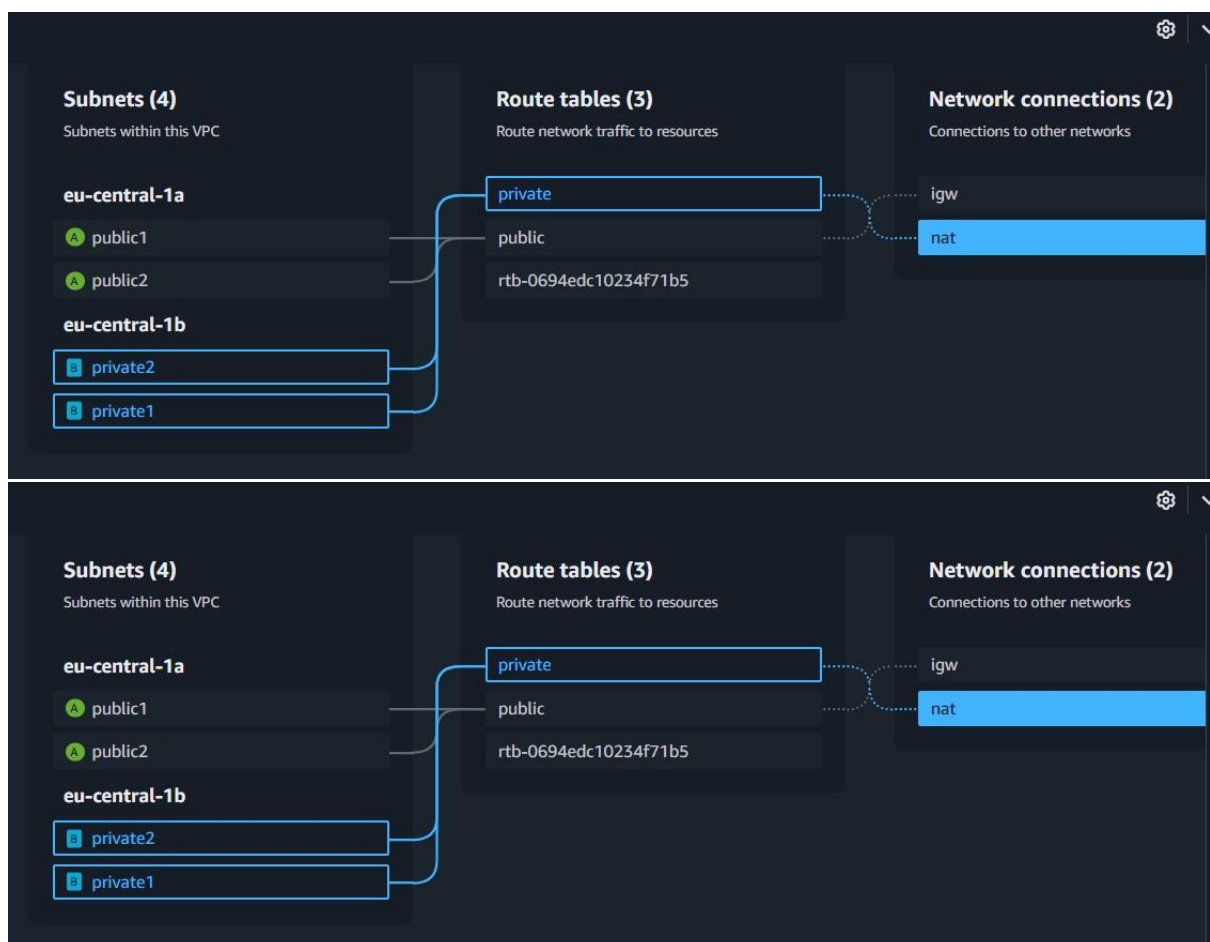 Subnets (4)
Subnets within this VPC
eu-central-1a
A public1
A public2
eu-central-1b
B private2
B private1
Route tables (3)
Route network traffic to resources
private
public
rtb-0694edc10234f71b5
Network connections (2)
Connections to other networks
igw
nat
Subnets (4)
Subnets within this VPC
eu-central-1a
A public1
A public2
eu-central-1b
B private2
B private1
Route tables (3)
Route network traffic to resources
private
public
rtb-0694edc10234f71b5
Network connections (2)
Connections to other networks
igw
nat